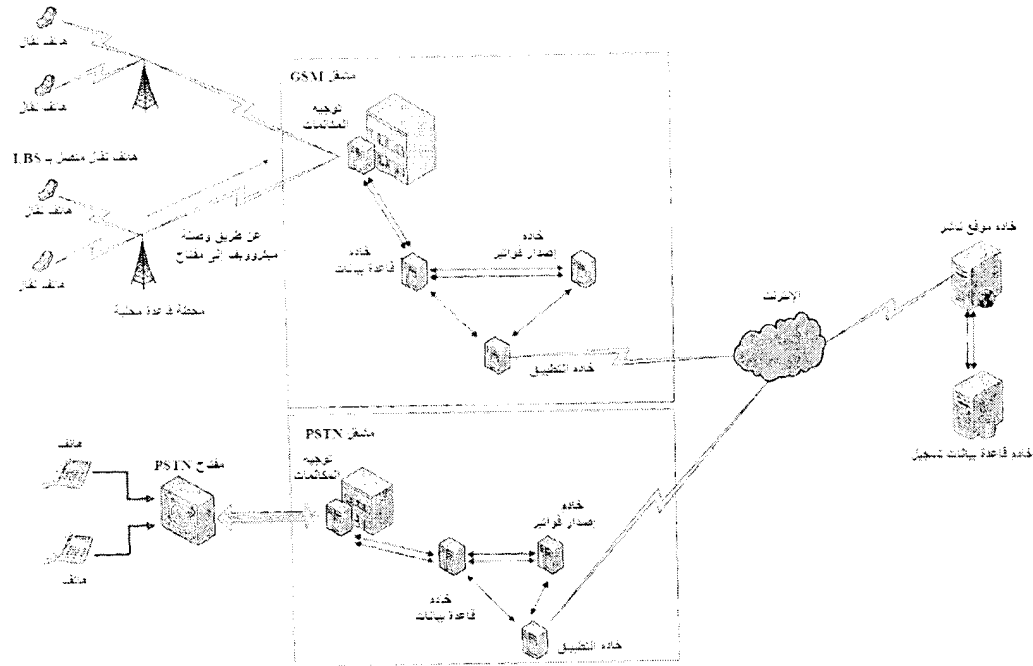 هاتف نقال
هاتف نقال
هاتف نقال متصل بـ LBS
هاتف نقال
هاتف نقال
عن طريق وصلة
ميكروويف إلى مفتاح
محطة قاعدة محلية
مشغل GSM
توجيه
المكالمات
خادم
قاعدة بيانات
خادم
إصدار فواتير
خادم التطبيق
الإنترنت
خادم موقع ناشر
خادم قاعدة بيانات تسجيل
هاتف
هاتف
مفتاح PSTN
مشغل PSTN
توجيه
المكالمات
خادم
قاعدة بيانات
خادم
إصدار فواتير
خادم التطبيق